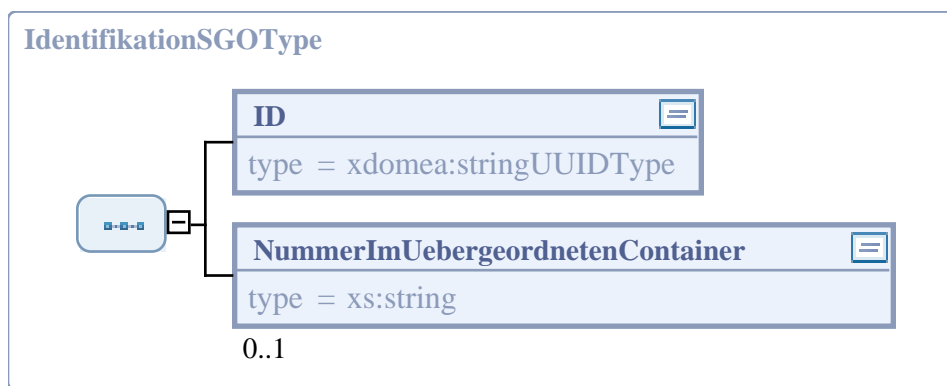 IdentifikationSGOType
ID
type = xdomea:stringUUIDType
NummerImUebergeordnetenContainer
type = xs:string
0..1